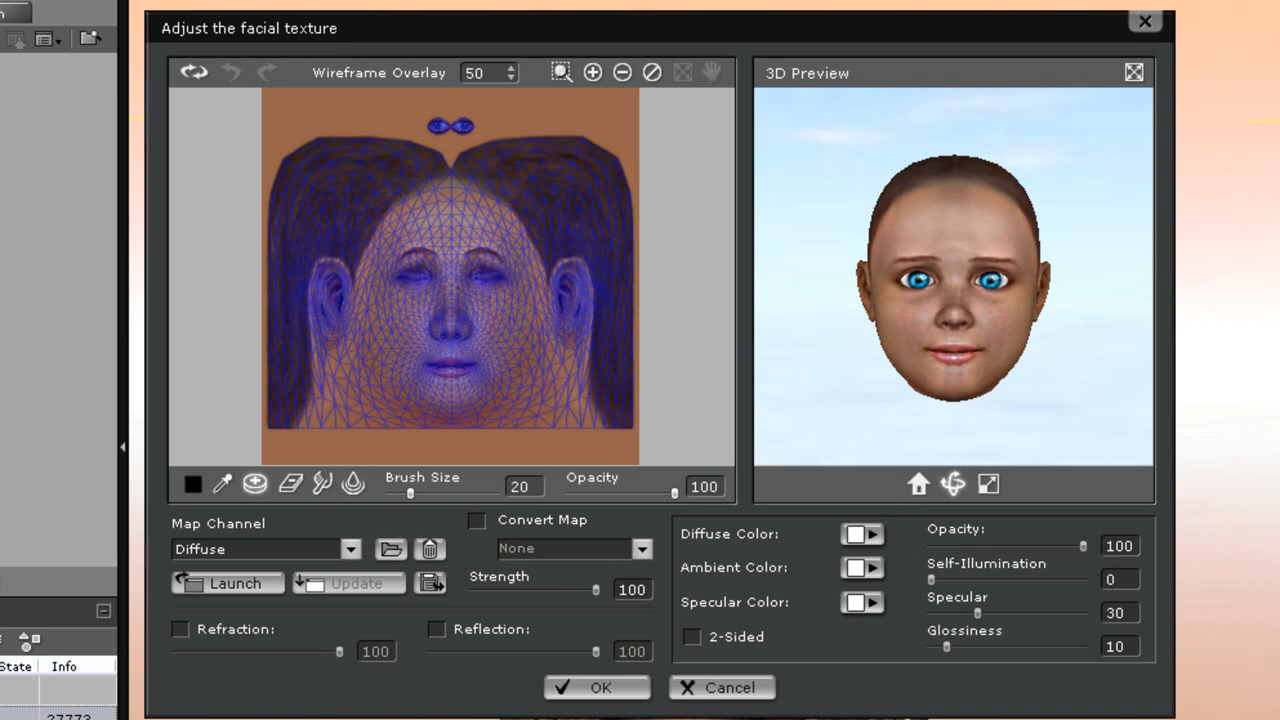 Adjust the facial texture
Wireframe Overlay 50
3D Preview
Brush Size 20 Opacity 100
Map Channel
Diffuse
Convert Map
None
Launch Update
Strength 100
Refraction: 100
Reflection: 100
Diffuse Color:
Ambient Color:
Specular Color:
2-Sided
Opacity: 100
Self-Illumination 0
Specular 30
Glossiness 10
OK Cancel
State Info